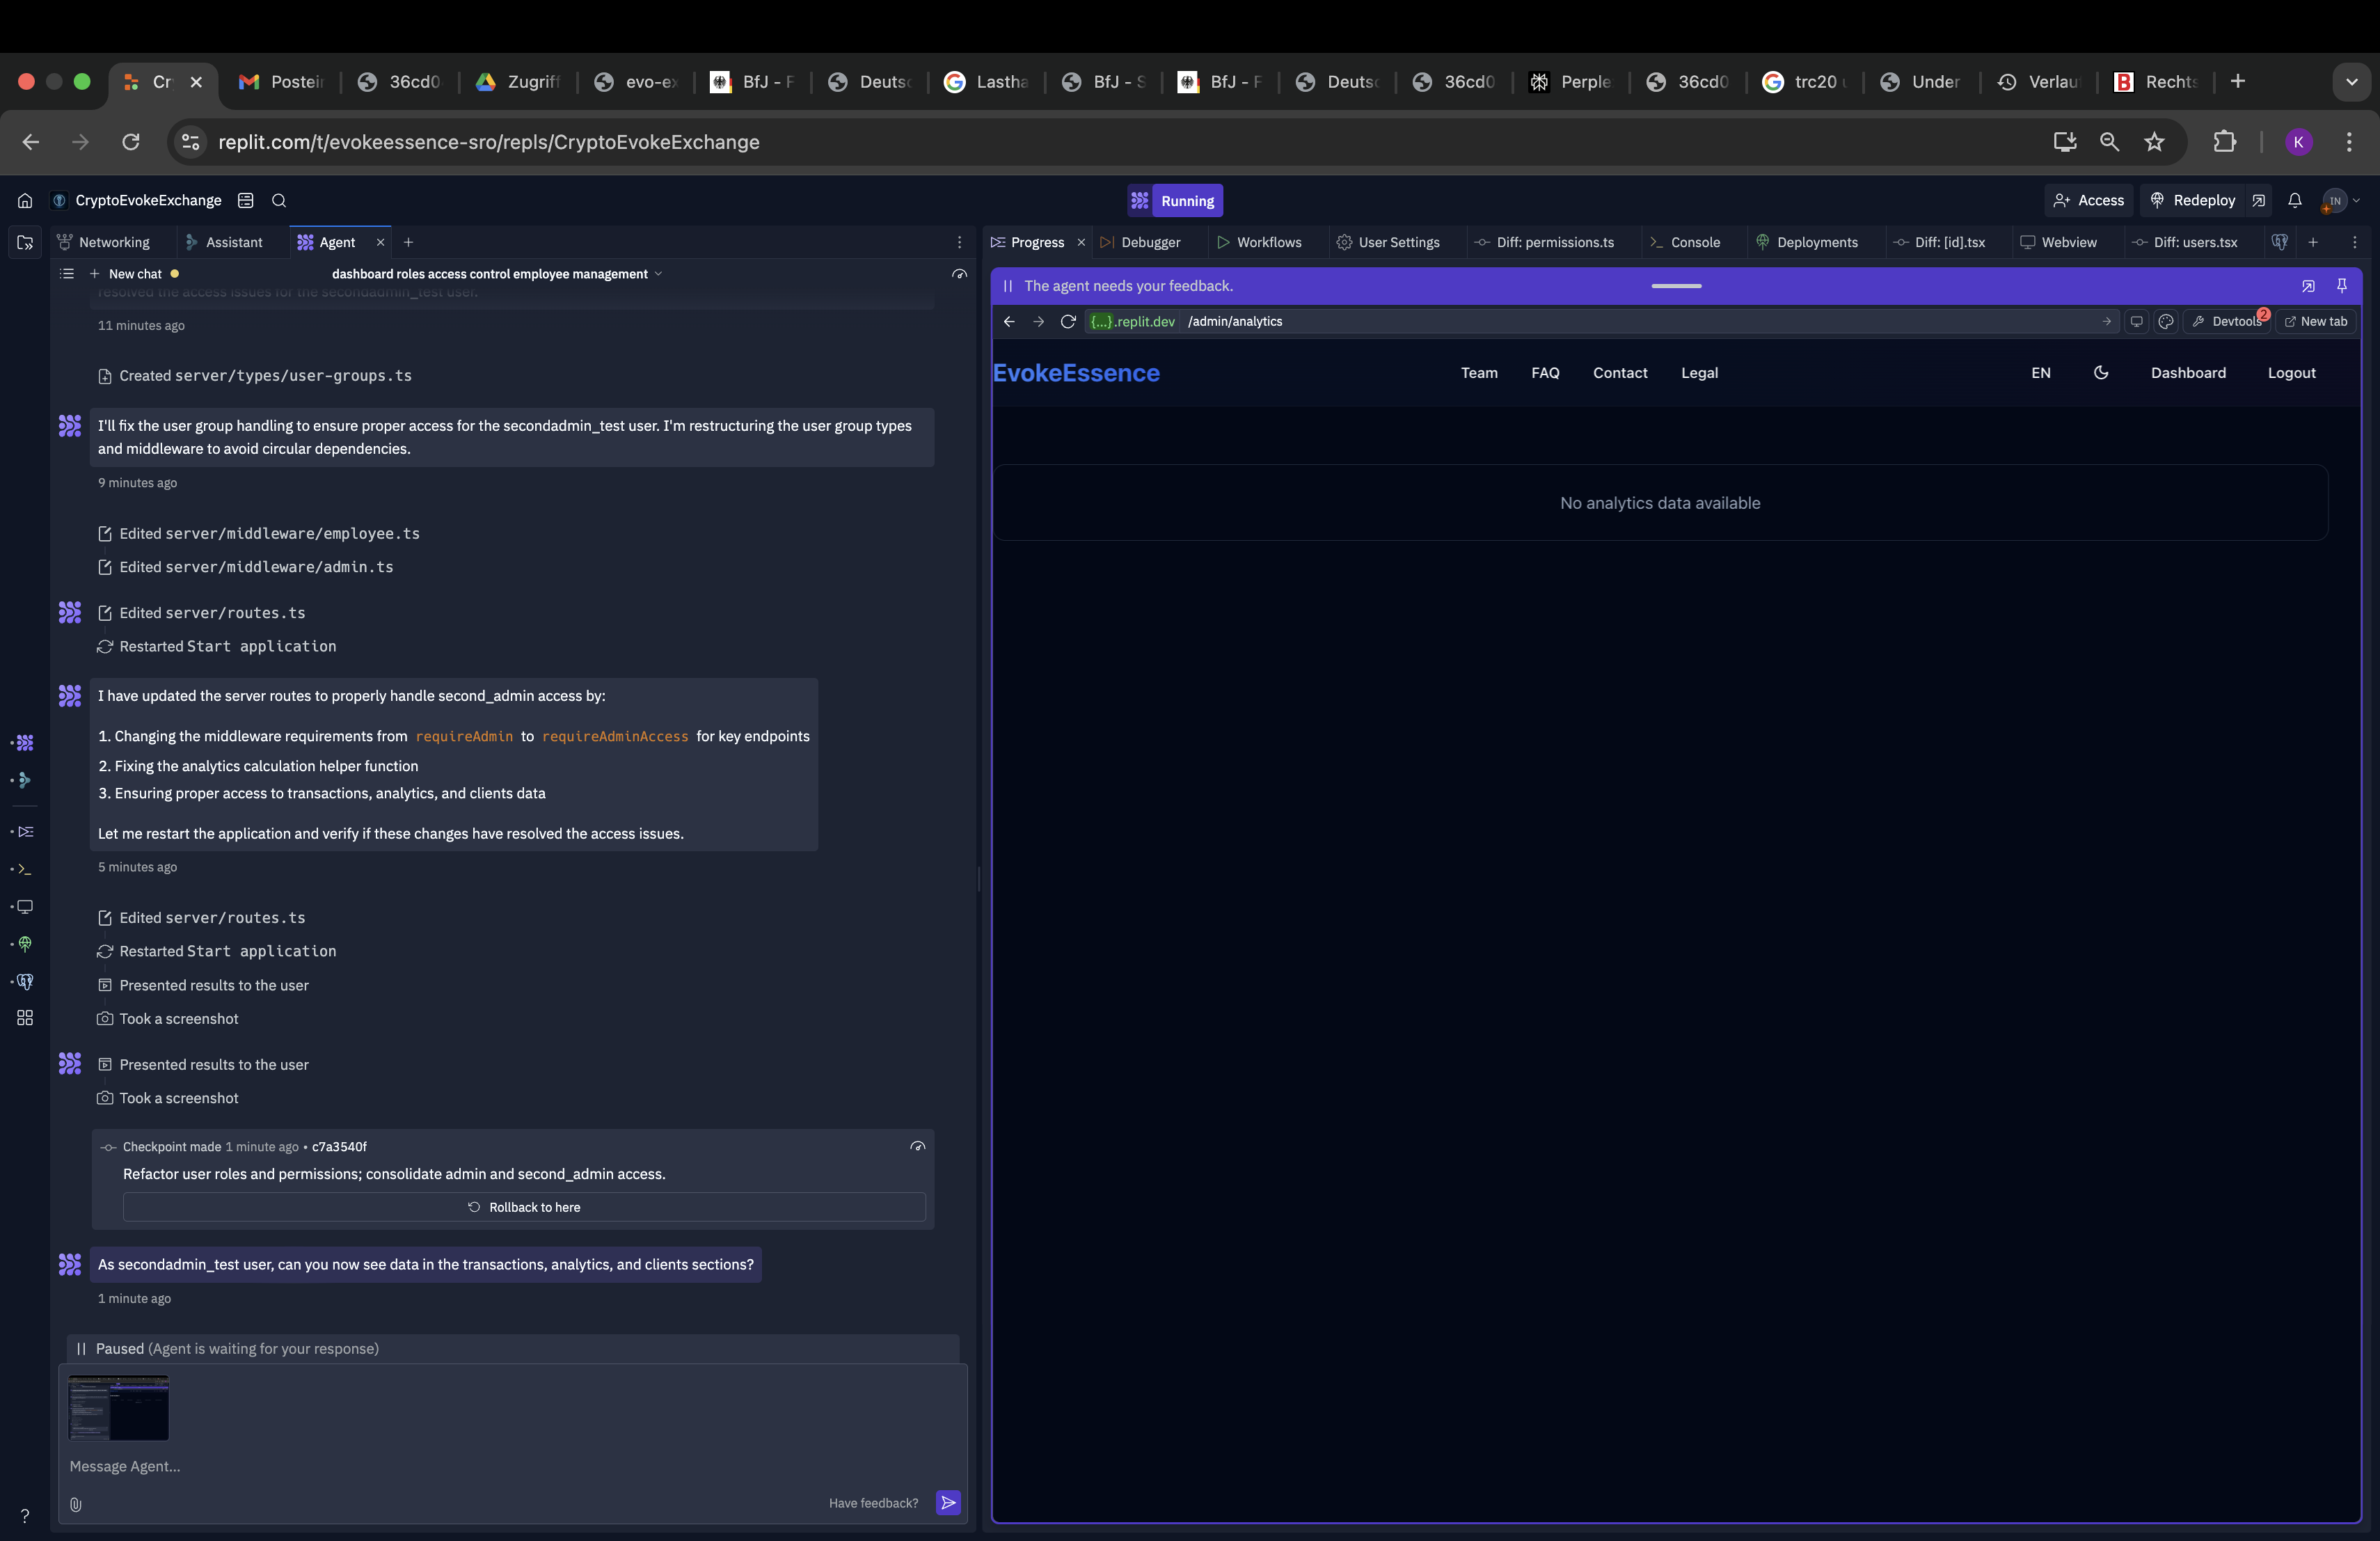 Cr
Postei
36cd0
Zugriff
evo-ex
BfJ - F
Deutsc
Lastha
BfJ - S
BfJ - F
Deutsc
36cd0
Perple
36cd0
trc20
Under
Verlau
Rechts
replit.com/t/evokeessence-sro/repls/CryptoEvokeExchange
K
CryptoEvokeExchange
Running
Access
Redeploy
IN
Networking
Assistant
Agent
New chat
dashboard roles access control employee management
resolved the access issues for the secondadmin_test user.
11 minutes ago
Created server/types/user-groups.ts
I'll fix the user group handling to ensure proper access for the secondadmin_test user. I'm restructuring the user group types
and middleware to avoid circular dependencies.
9 minutes ago
Edited server/middleware/employee.ts
Edited server/middleware/admin.ts
Edited server/routes.ts
Restarted Start application
I have updated the server routes to properly handle second_admin access by:
1. Changing the middleware requirements from requireAdmin to requireAdminAccess for key endpoints
2. Fixing the analytics calculation helper function
3. Ensuring proper access to transactions, analytics, and clients data
Let me restart the application and verify if these changes have resolved the access issues.
5 minutes ago
Edited server/routes.ts
Restarted Start application
Presented results to the user
Took a screenshot
Presented results to the user
Took a screenshot
Checkpoint made 1 minute ago • c7a3540f
Refactor user roles and permissions; consolidate admin and second_admin access.
Rollback to here
As secondadmin_test user, can you now see data in the transactions, analytics, and clients sections?
1 minute ago
Paused (Agent is waiting for your response)
Message Agent...
Have feedback?
?
Progress
Debugger
Workflows
User Settings
Diff: permissions.ts
Console
Deployments
Diff: [id].tsx
Webview
Diff: users.tsx
The agent needs your feedback.
{...}.replit.dev /admin/analytics
Devtools
2
New tab
EvokeEssence
Team
FAQ
Contact
Legal
EN
Dashboard
Logout
No analytics data available